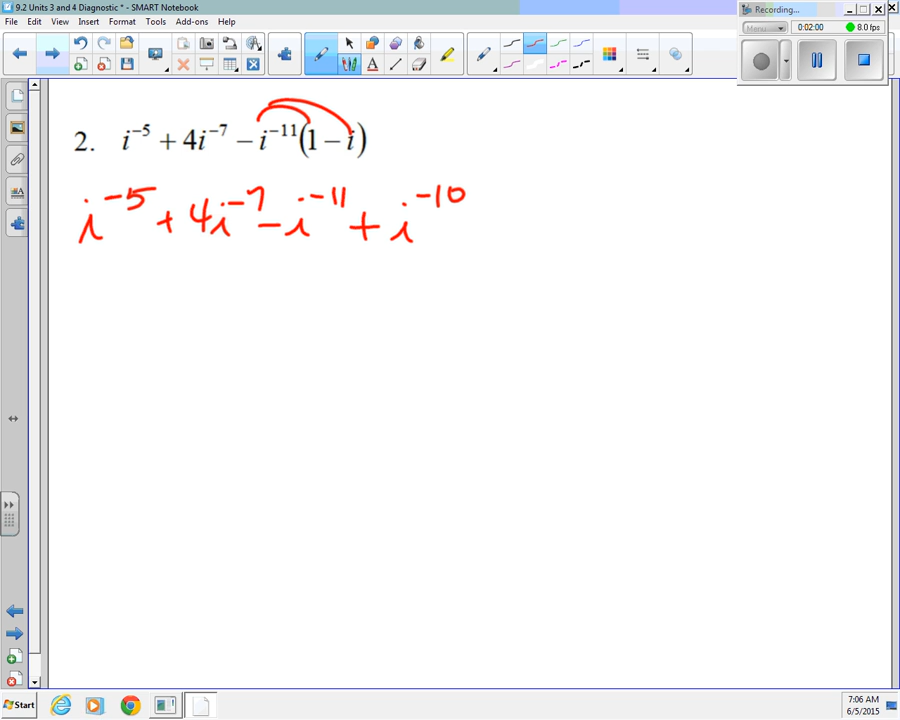 9.2 Units 3 and 4 Diagnostic * - SMART Notebook
Recording...
File Edit View Insert Format Tools Add-ons Help
Menu
0:02:00
8.0 fps
2. i⁻⁵ + 4i⁻⁷ − i⁻¹¹(1 − i)
i⁻⁵ + 4i⁻⁷ − i⁻¹¹ + i⁻¹⁰
Start
7:06 AM
6/5/2015